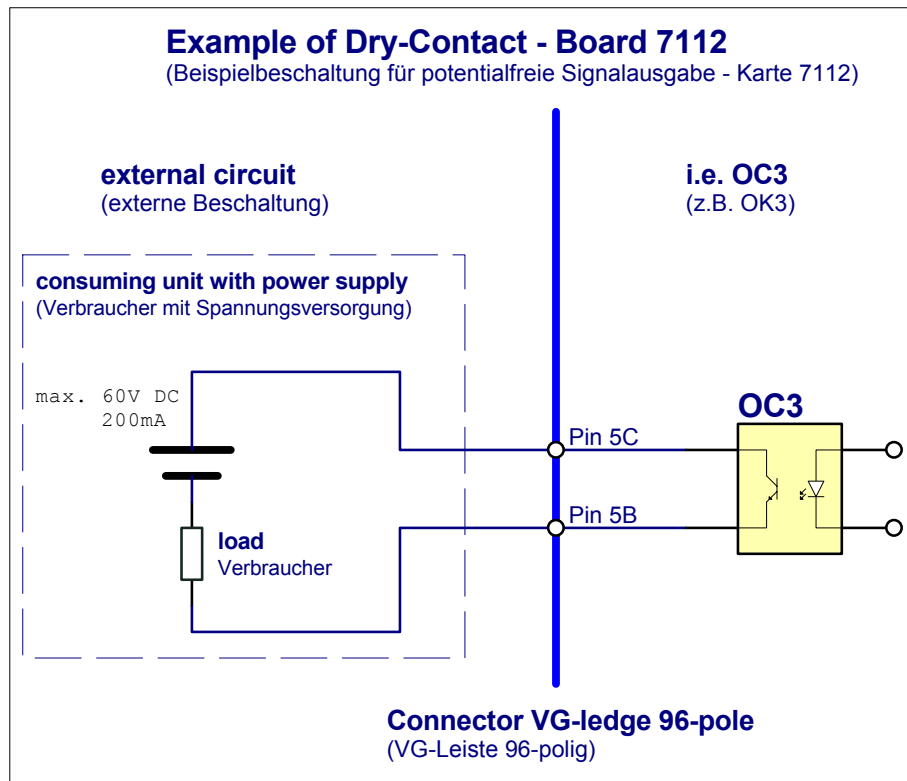 Example of Dry-Contact - Board 7112
(Beispielbeschaltung für potentialfreie Signalausgabe - Karte 7112)
external circuit
(externe Beschaltung)
i.e. OC3
(z.B. OK3)
consuming unit with power supply
(Verbraucher mit Spannungsversorgung)
max. 60V DC
200mA
OC3
Pin 5C
Pin 5B
load
Verbraucher
Connector VG-ledge 96-pole
(VG-Leiste 96-polig)